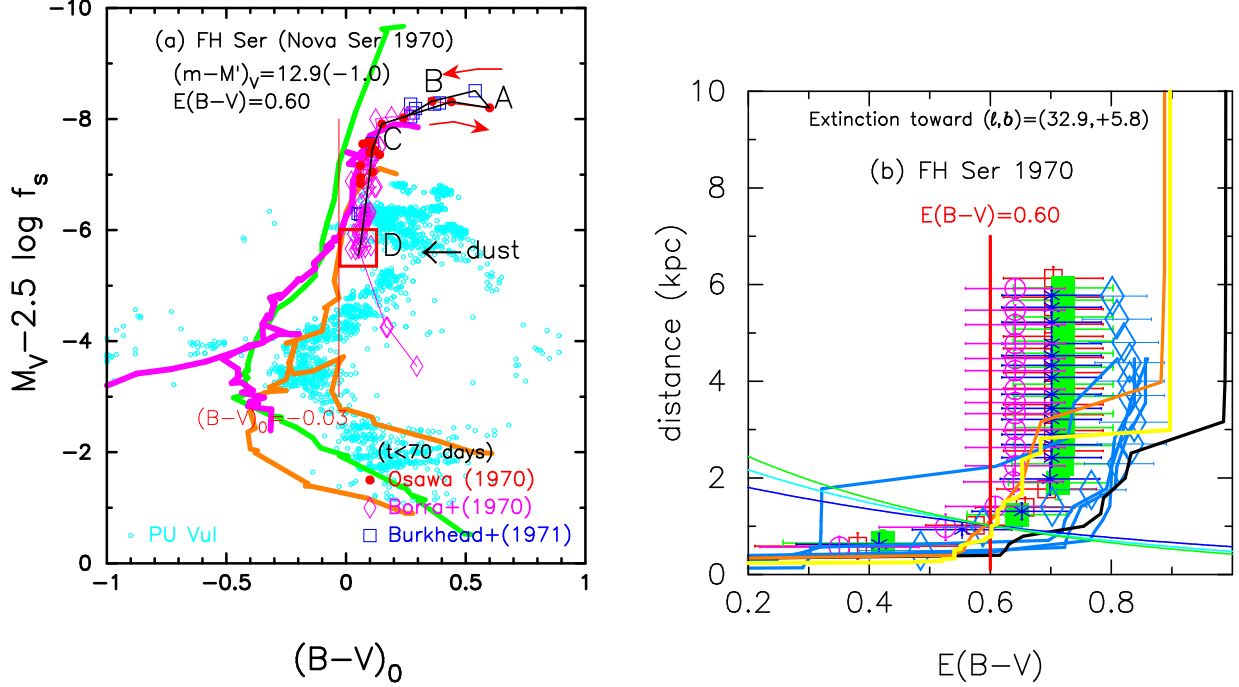 (a) FH Ser (Nova Ser 1970)
(m−M')V=12.9(−1.0)
E(B−V)=0.60
A
B
C
D
dust
(B−V)0=−0.03
(t<70 days)
Osawa (1970)
Borra+(1970)
Burkhead+(1971)
PU Vul
−10
−8
−6
−4
−2
0
−1
−0.5
0
0.5
1
MV−2.5 log fs
(B−V)0
Extinction toward (l,b)=(32.9,+5.8)
(b) FH Ser 1970
E(B−V)=0.60
10
8
6
4
2
0
0.2
0.4
0.6
0.8
distance (kpc)
E(B−V)